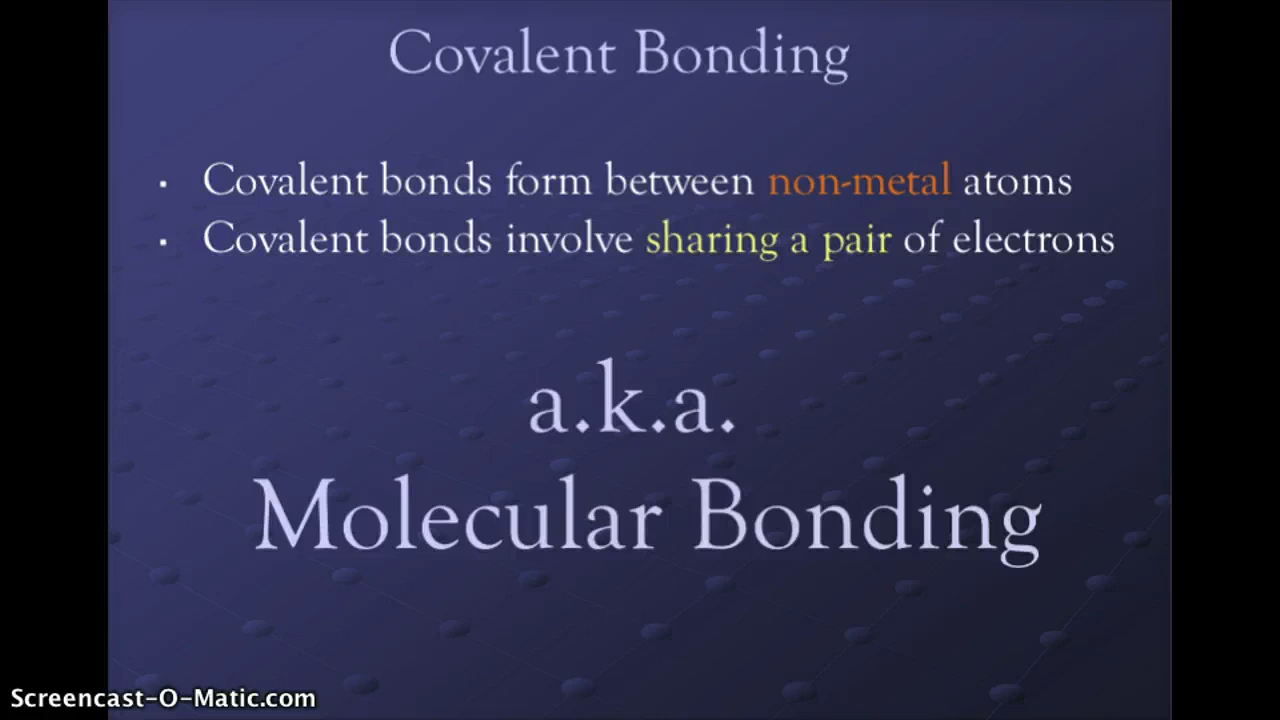 Covalent Bonding
· Covalent bonds form between non-metal atoms
· Covalent bonds involve sharing a pair of electrons
a.k.a.
Molecular Bonding
Screencast-O-Matic.com